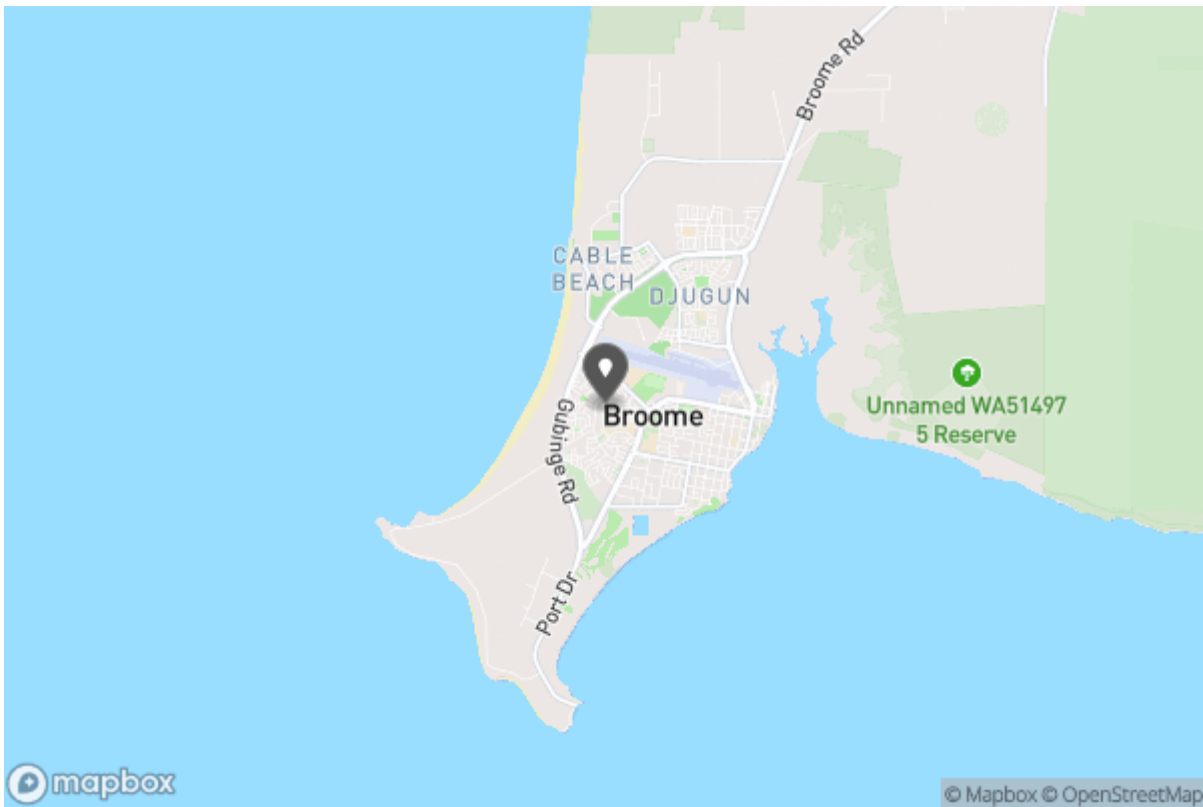 Broome Rd
CABLE
BEACH
DJUGUN
Unnamed WA51497
5 Reserve
Broome
Gubinge Rd
Port Dr
mapbox
© Mapbox © OpenStreetMap